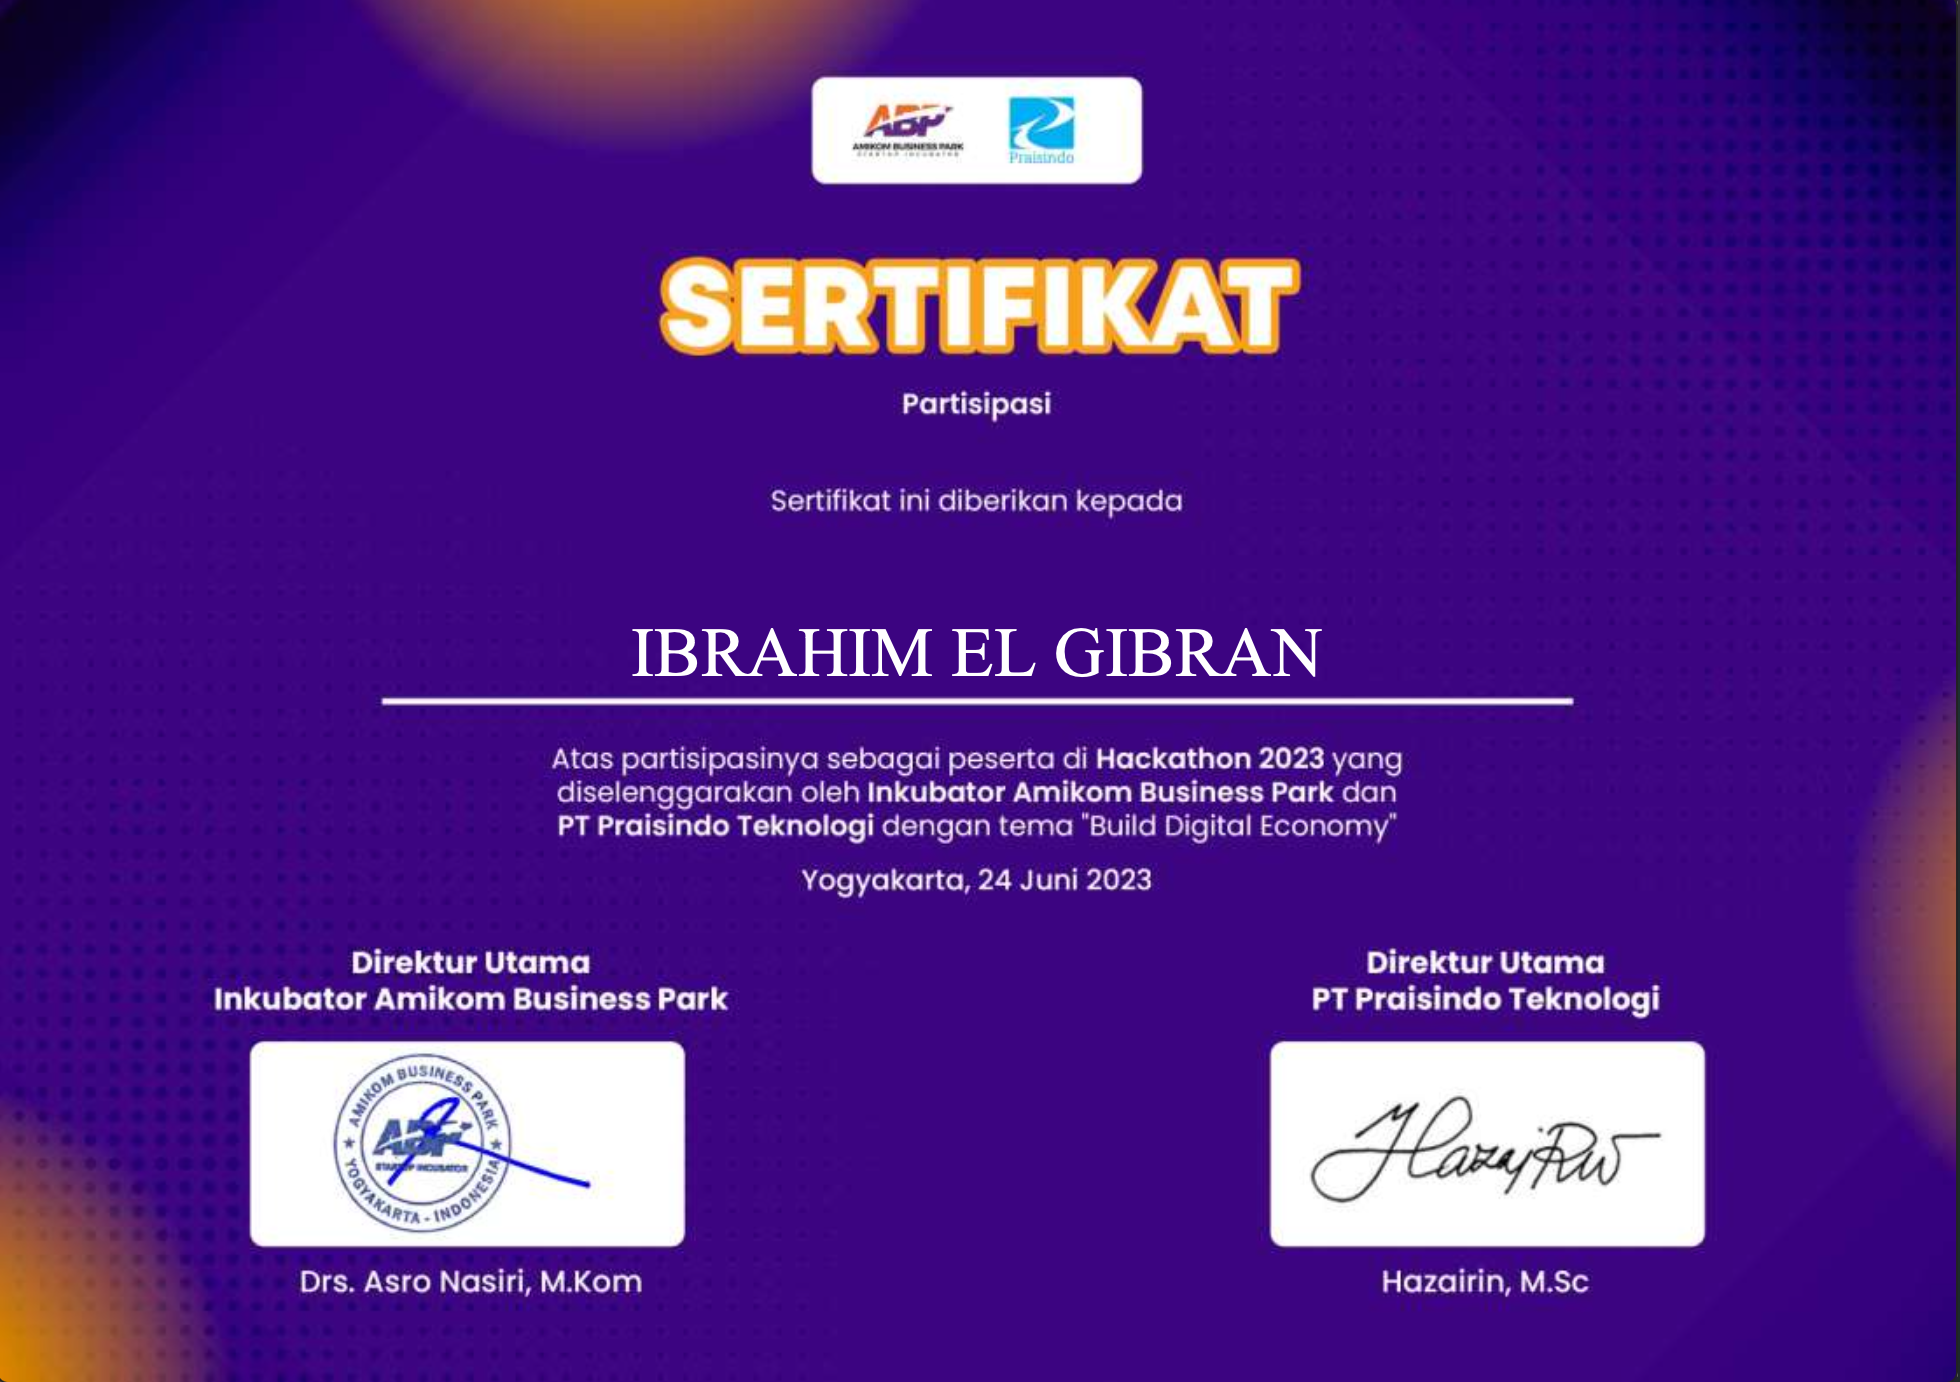 ABP
AMIKOM BUSINESS PARK
STARTUP INCUBATOR
Praisindo
SERTIFIKAT
Partisipasi
Sertifikat ini diberikan kepada
IBRAHIM EL GIBRAN
Atas partisipasinya sebagai peserta di Hackathon 2023 yang
diselenggarakan oleh Inkubator Amikom Business Park dan
PT Praisindo Teknologi dengan tema "Build Digital Economy"
Yogyakarta, 24 Juni 2023
Direktur Utama
Inkubator Amikom Business Park
AMIKOM BUSINESS PARK
ABP
STARTUP INCUBATOR
YOGYAKARTA - INDONESIA
Drs. Asro Nasiri, M.Kom
Direktur Utama
PT Praisindo Teknologi
Hazairin, M.Sc